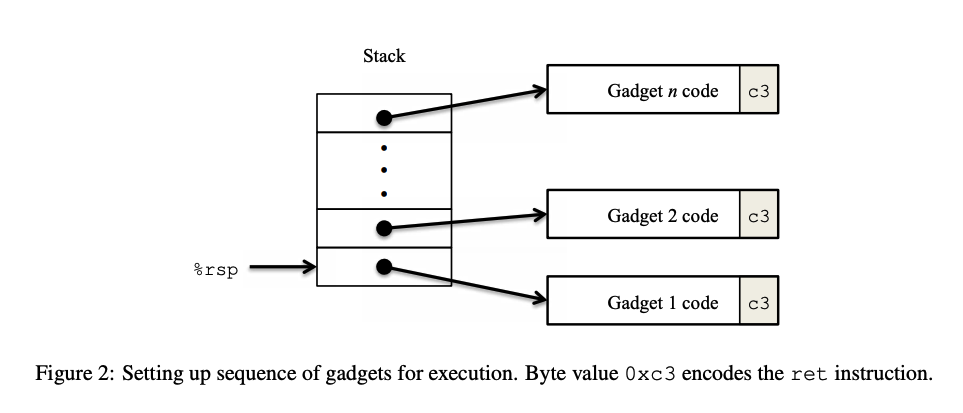 Stack
Gadget n code c3
Gadget 2 code c3
%rsp
Gadget 1 code c3
Figure 2: Setting up sequence of gadgets for execution. Byte value 0xc3 encodes the ret instruction.